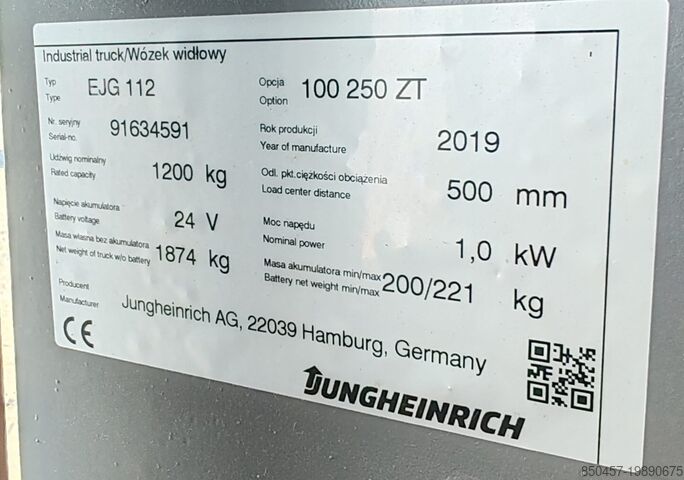 Industrial truck/Wózek widłowy
Typ
Type
EJG 112
Opcja
Option
100 250 ZT
Nr. seryjny
Serial-no.
91634591
Rok produkcji
Year of manufacture
2019
Udźwig nominalny
Rated capacity
1200 kg
Odl. pkt.ciężkości obciążenia
Load center distance
500 mm
Napięcie akumulatora
Battery voltage
24 V
Moc napędu
Nominal power
1,0 kW
Masa własna bez akumulatora
Net weight of truck w/o battery
1874 kg
Masa akumulatora min/max
Battery net weight min/max
200/221 kg
Producent
Manufacturer
Jungheinrich AG, 22039 Hamburg, Germany
CE
JUNGHEINRICH
850457-19890675